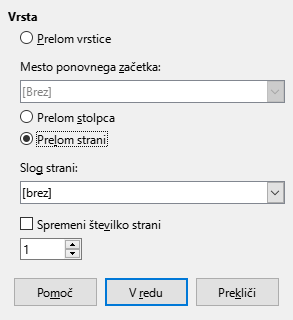 Vrsta
Prelom vrstice
Mesto ponovnega začetka:
[Brez]
Prelom stolpca
Prelom strani
Slog strani:
[brez]
Spremeni številko strani
1
Pomoč
V redu
Prekliči